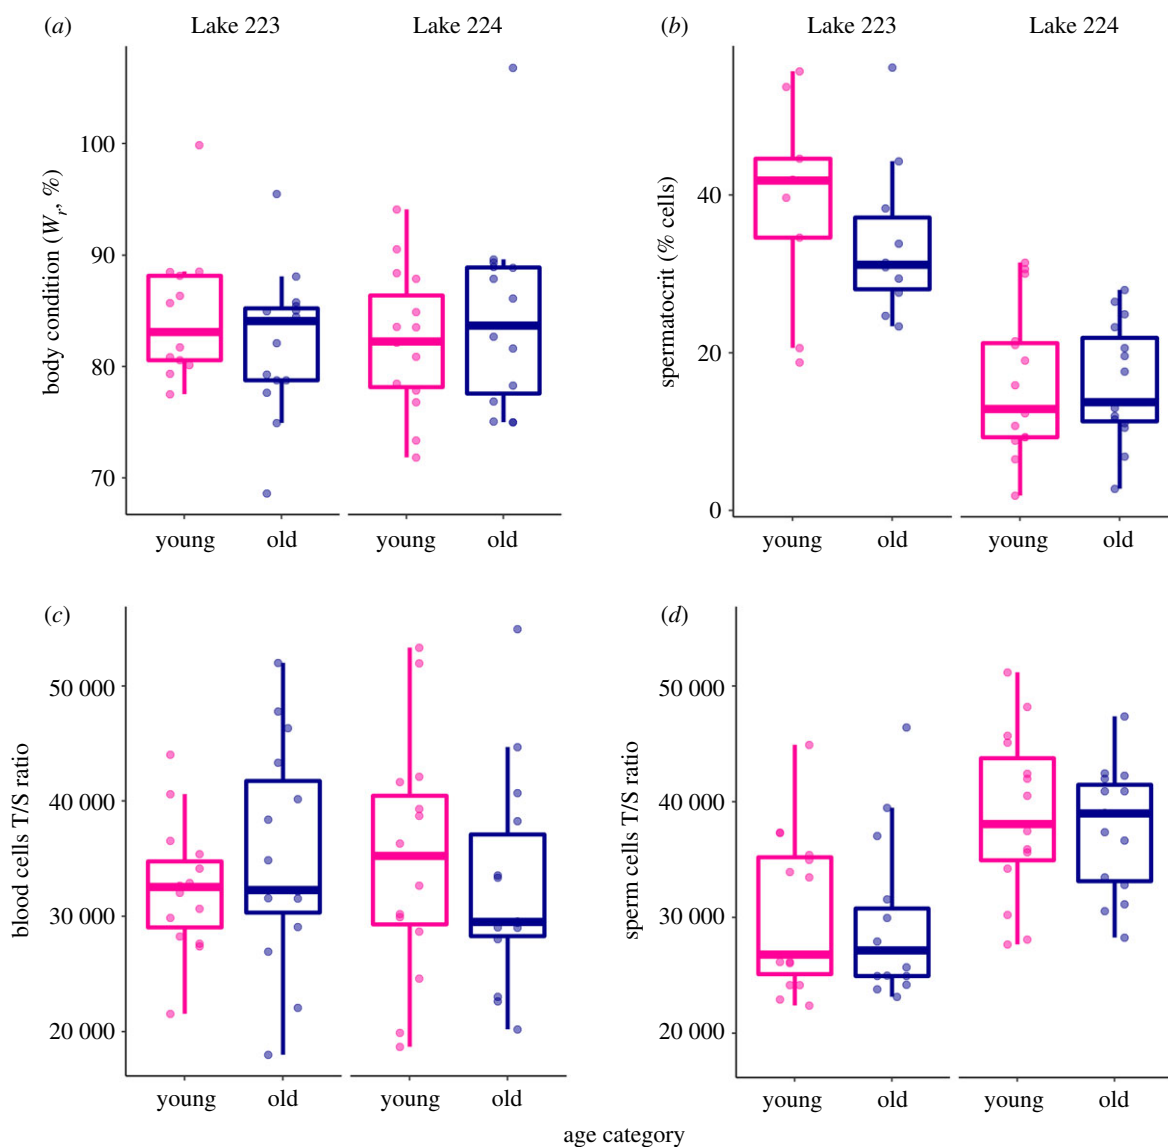 (a) Lake 223 Lake 224
body condition (Wr, %)
100
90
80
70
young old young old
(b) Lake 223 Lake 224
spermatocrit (% cells)
40
20
0
young old young old
(c)
blood cells T/S ratio
50 000
40 000
30 000
20 000
young old young old
(d)
sperm cells T/S ratio
50 000
40 000
30 000
20 000
young old young old
age category